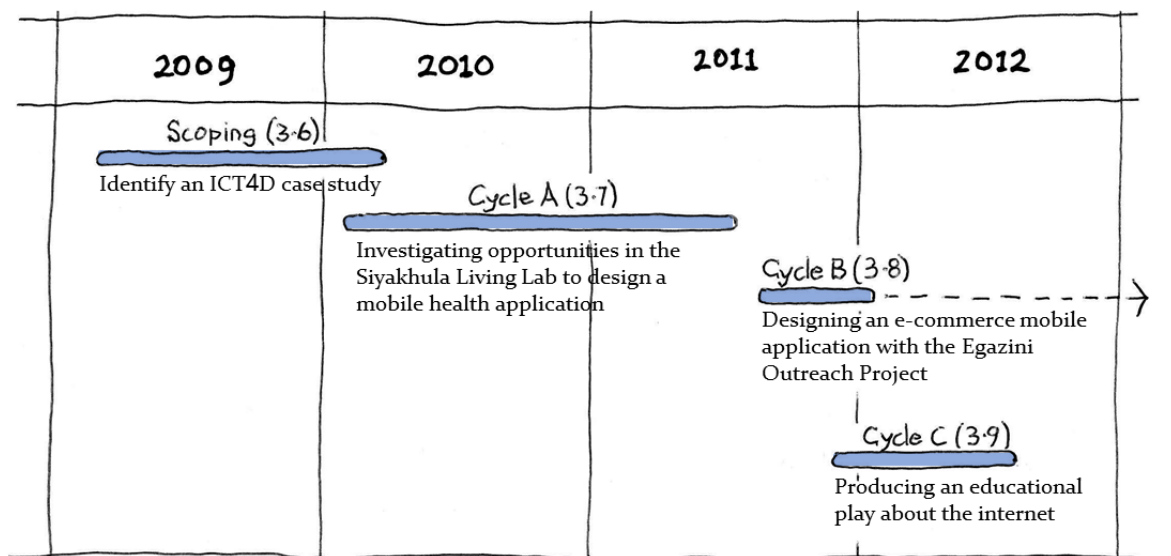 2009 2010 2011 2012
Scoping (3.6)
Identify an ICT4D case study
Cycle A (3.7)
Investigating opportunities in the
Siyakhula Living Lab to design a
mobile health application
Cycle B (3.8)
Designing an e-commerce mobile
application with the Egazini
Outreach Project
Cycle C (3.9)
Producing an educational
play about the internet